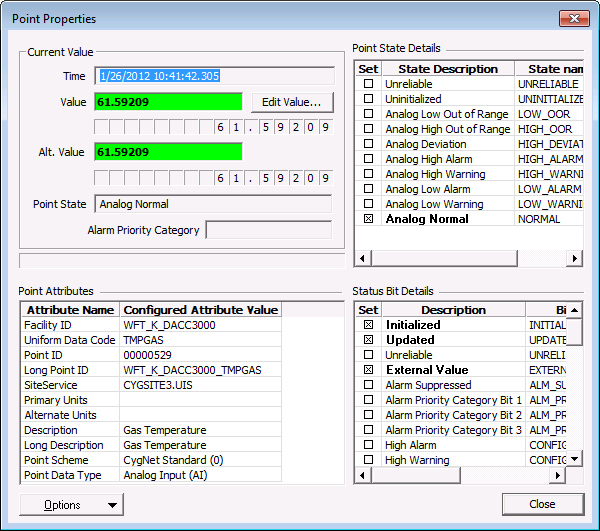 Point Properties
Current Value
Time 1/26/2012 10:41:42.305
Value 61.59209 Edit Value...
6 1 . 5 9 2 0 9
Alt. Value 61.59209
6 1 . 5 9 2 0 9
Point State Analog Normal
Alarm Priority Category
Point State Details
Set State Description State nam
Unreliable UNRELIABLE
Uninitialized UNINITIALIZE
Analog Low Out of Range LOW_OOR
Analog High Out of Range HIGH_OOR
Analog Deviation HIGH_DEVIAT
Analog High Alarm HIGH_ALARM
Analog High Warning HIGH_WARNI
Analog Low Alarm LOW_ALARM
Analog Low Warning LOW_WARNIN
Analog Normal NORMAL
Point Attributes
Attribute Name Configured Attribute Value
Facility ID WFT_K_DACC3000
Uniform Data Code TMPGAS
Point ID 00000529
Long Point ID WFT_K_DACC3000_TMPGAS
SiteService CYGSITE3.UIS
Primary Units
Alternate Units
Description Gas Temperature
Long Description Gas Temperature
Point Scheme CygNet Standard (0)
Point Data Type Analog Input (AI)
Status Bit Details
Set Description Bi
Initialized INITIAL
Updated UPDATE
Unreliable UNRELI
External Value EXTERN
Alarm Suppressed ALM_SU
Alarm Priority Category Bit 1 ALM_PR
Alarm Priority Category Bit 2 ALM_PR
Alarm Priority Category Bit 3 ALM_PR
High Alarm CONFIG
High Warning CONFIG
Options
Close